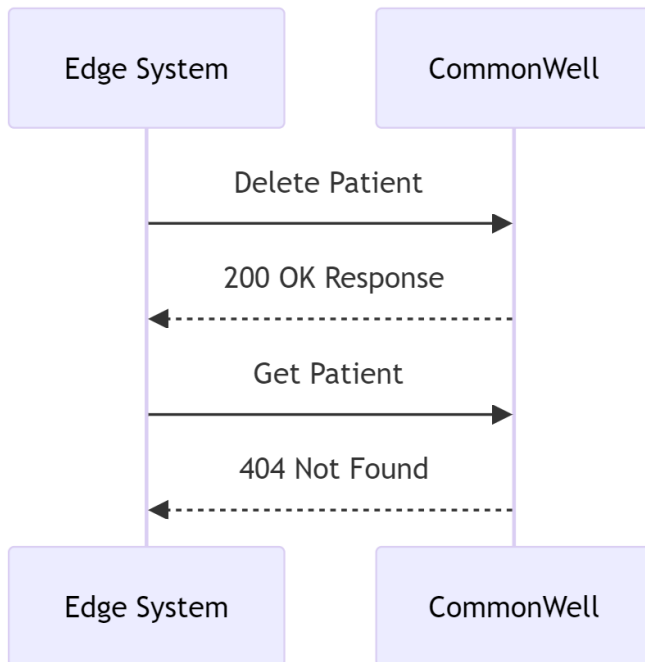 Edge System
CommonWell
Delete Patient
200 OK Response
Get Patient
404 Not Found
Edge System
CommonWell